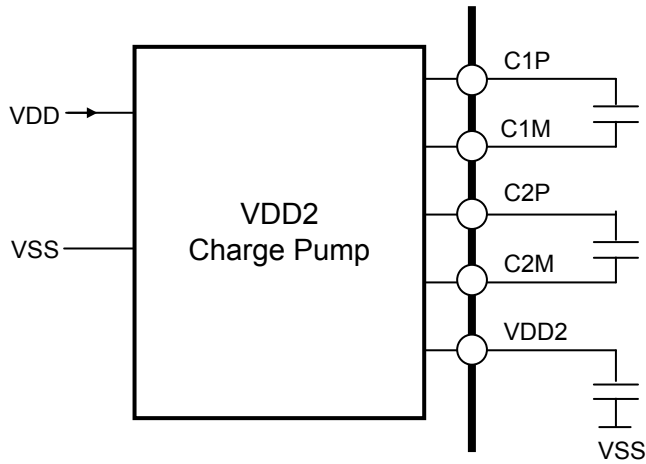 C1P
VDD
C1M
VDD2
Charge Pump
C2P
VSS
C2M
VDD2
VSS